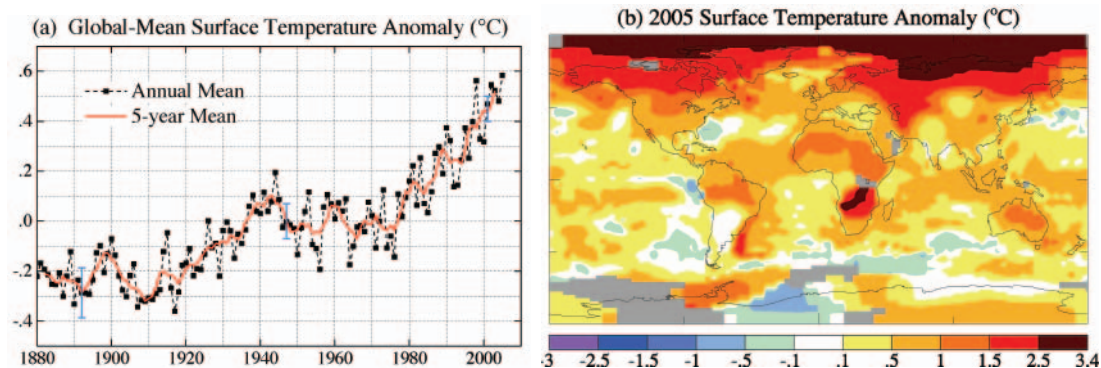 (a) Global-Mean Surface Temperature Anomaly (°C)
.6
.4
.2
.0
-.2
-.4
Annual Mean
5-year Mean
1880 1900 1920 1940 1960 1980 2000
(b) 2005 Surface Temperature Anomaly (°C)
-3 -2.5 -1.5 -1 -.5 -.1 .1 .5 1 1.5 2.5 3.4